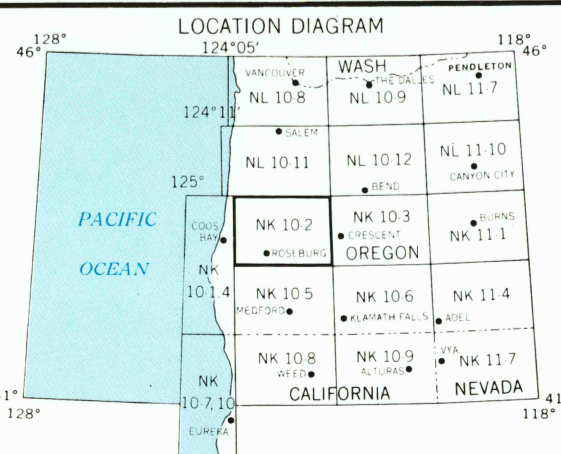 LOCATION DIAGRAM
128° 124°05' 118°
46° 46°
VANCOUVER WASH PENDLETON
THE DALLES
NL 10-8 NL 10-9 NL 11-7
124°11'
SALEM
NL 10-11 NL 10-12 NL 11-10
CANYON CITY
125° BEND
PACIFIC
OCEAN
COOS
BAY
NK 10-2 NK 10-3 BURNS
CRESCENT NK 11-1
ROSEBURG OREGON
NK
10-1,4
NK 10-5 NK 10-6 NK 11-4
MEDFORD KLAMATH FALLS ADEL
NK 10-8 NK 10-9 VYA NK 11-7
WEED ALTURAS
NK
10-7, 10
CALIFORNIA NEVADA
1° 41
128° 118°
EUREKA